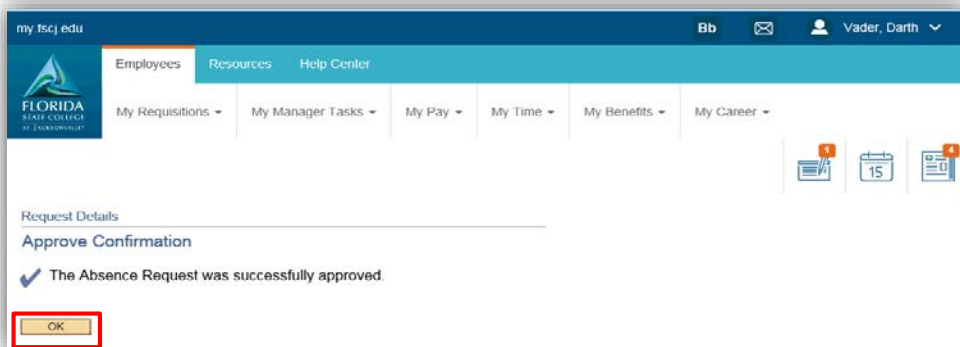 my.fscj.edu
Bb
Vader, Darth
Employees
Resources
Help Center
FLORIDA
STATE COLLEGE
AT JACKSONVILLE
My Requisitions
My Manager Tasks
My Pay
My Time
My Benefits
My Career
1
15
4
Request Details
Approve Confirmation
The Absence Request was successfully approved.
OK